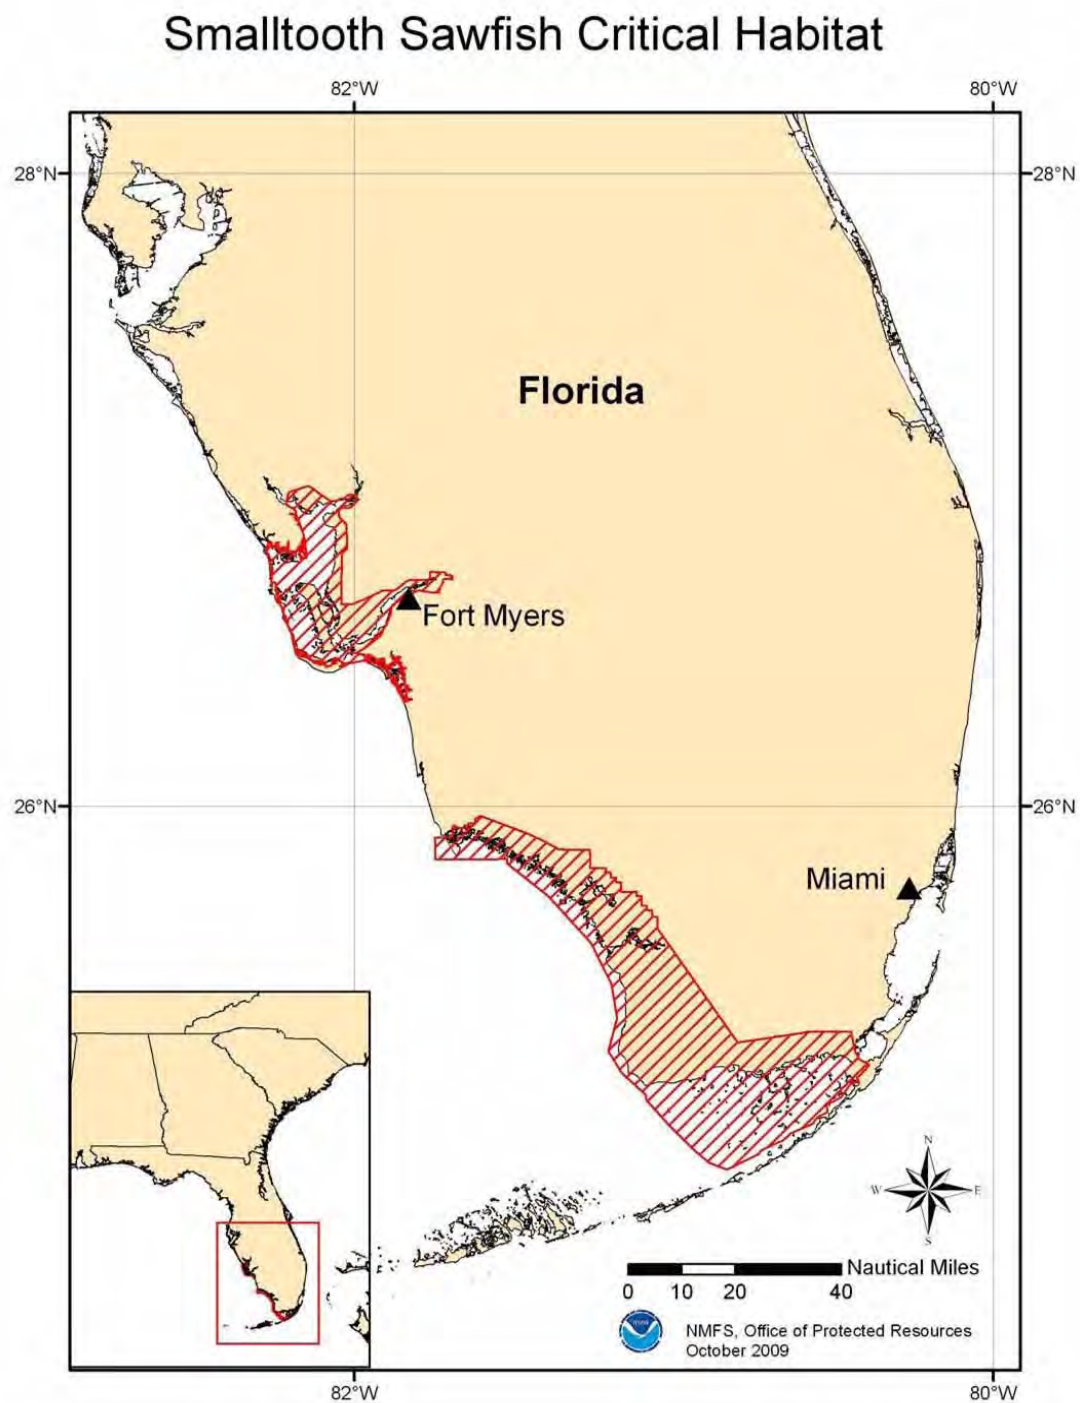 Smalltooth Sawfish Critical Habitat
82°W 80°W
28°N 28°N
Florida
Fort Myers
26°N 26°N
Miami
N
W E
S
Nautical Miles
0 10 20 40
NMFS, Office of Protected Resources
October 2009
82°W 80°W